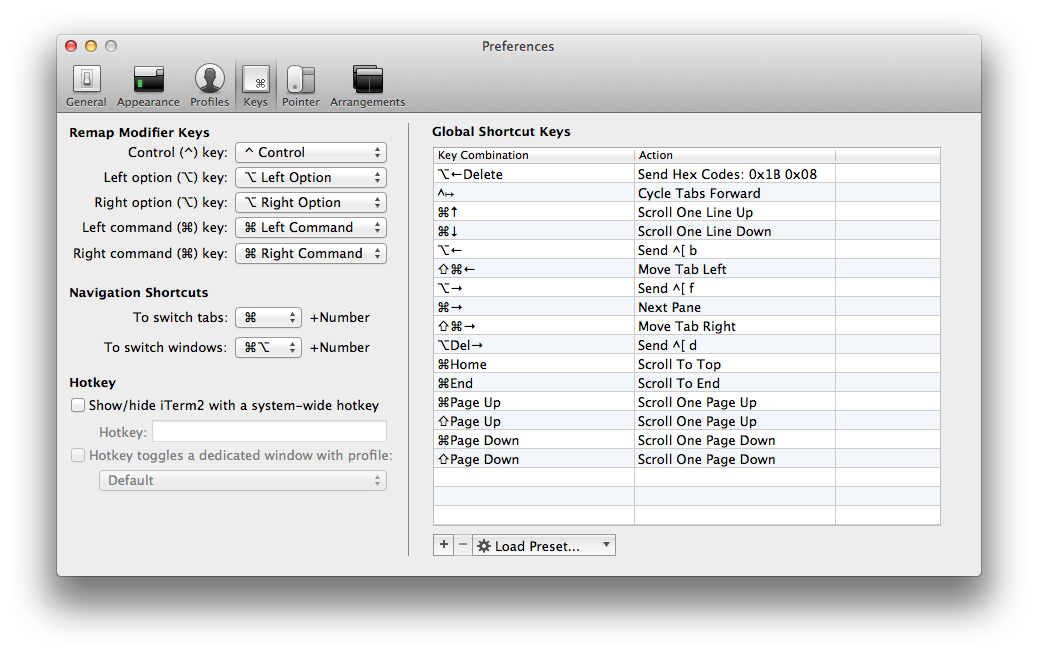 Preferences
General Appearance Profiles Keys Pointer Arrangements
Remap Modifier Keys
Control (^) key: ^ Control
Left option (⌥) key: ⌥ Left Option
Right option (⌥) key: ⌥ Right Option
Left command (⌘) key: ⌘ Left Command
Right command (⌘) key: ⌘ Right Command
Navigation Shortcuts
To switch tabs: ⌘ +Number
To switch windows: ⌘⌥ +Number
Hotkey
Show/hide iTerm2 with a system-wide hotkey
Hotkey:
Hotkey toggles a dedicated window with profile:
Default
Global Shortcut Keys
Key Combination Action
⌥←Delete Send Hex Codes: 0x1B 0x08
^↦ Cycle Tabs Forward
⌘↑ Scroll One Line Up
⌘↓ Scroll One Line Down
⌥← Send ^[ b
⇧⌘← Move Tab Left
⌥→ Send ^[ f
⌘→ Next Pane
⇧⌘→ Move Tab Right
⌥Del→ Send ^[ d
⌘Home Scroll To Top
⌘End Scroll To End
⌘Page Up Scroll One Page Up
⇧Page Up Scroll One Page Up
⌘Page Down Scroll One Page Down
⇧Page Down Scroll One Page Down
+ − Load Preset...